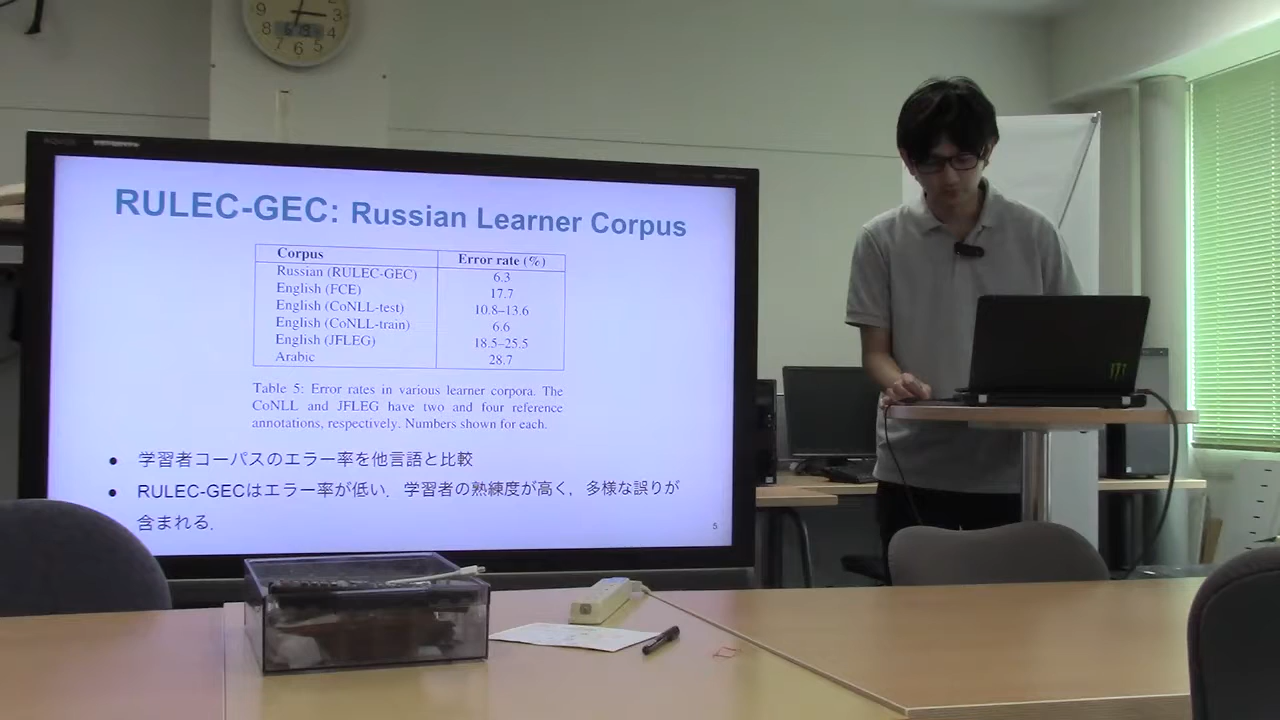 RULEC-GEC: Russian Learner Corpus
Corpus Error rate (%)
Russian (RULEC-GEC) 6.3
English (FCE) 17.7
English (CoNLL-test) 10.8–13.6
English (CoNLL-train) 6.6
English (JFLEG) 18.5–25.5
Arabic 28.7
Table 5: Error rates in various learner corpora. The
CoNLL and JFLEG have two and four reference
annotations, respectively. Numbers shown for each.
● 学習者コーパスのエラー率を他言語と比較
● RULEC-GECはエラー率が低い．学習者の熟練度が高く，多様な誤りが
含まれる．
5